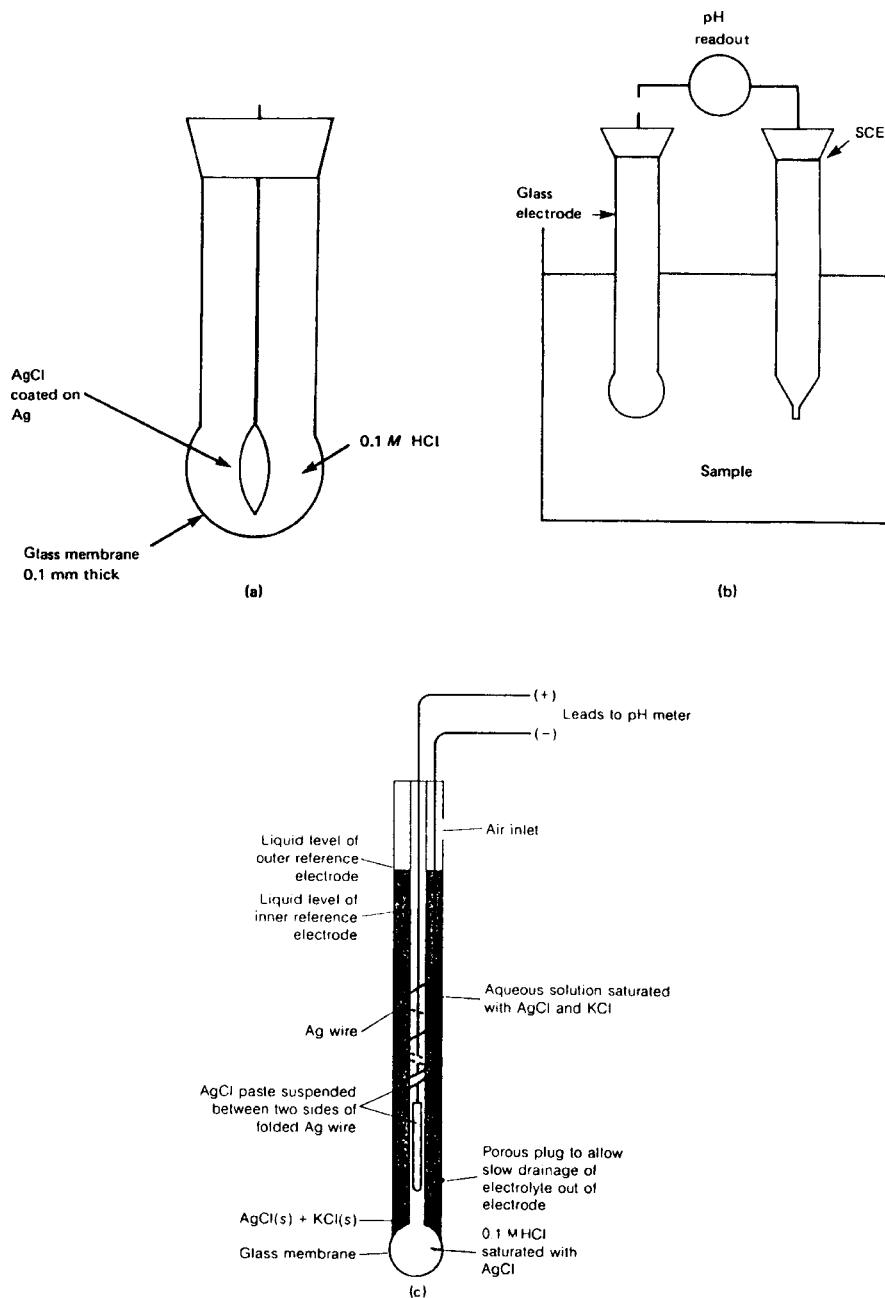 AgCl
coated on
Ag
0.1 M HCl
Glass membrane
0.1 mm thick
(a)
pH
readout
SCE
Glass
electrode
Sample
(b)
(+)
Leads to pH meter
(−)
Air inlet
Liquid level of
outer reference
electrode
Liquid level of
inner reference
electrode
Aqueous solution saturated
with AgCl and KCl
Ag wire
AgCl paste suspended
between two sides of
folded Ag wire
Porous plug to allow
slow drainage of
electrolyte out of
electrode
AgCl(s) + KCl(s)
Glass membrane
0.1 M HCl
saturated with
AgCl
(c)